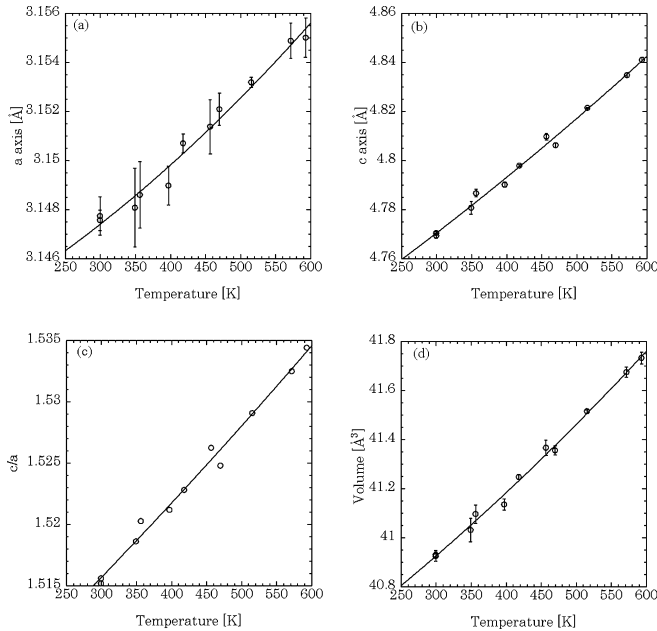 (a)
3.156
3.154
3.152
3.15
3.148
3.146
a axis [Å]
250 300 350 400 450 500 550 600
Temperature [K]
(b)
4.86
4.84
4.82
4.8
4.78
4.76
c axis [Å]
250 300 350 400 450 500 550 600
Temperature [K]
(c)
1.535
1.53
1.525
1.52
1.515
c/a
250 300 350 400 450 500 550 600
Temperature [K]
(d)
41.8
41.6
41.4
41.2
41
40.8
Volume [Å³]
250 300 350 400 450 500 550 600
Temperature [K]